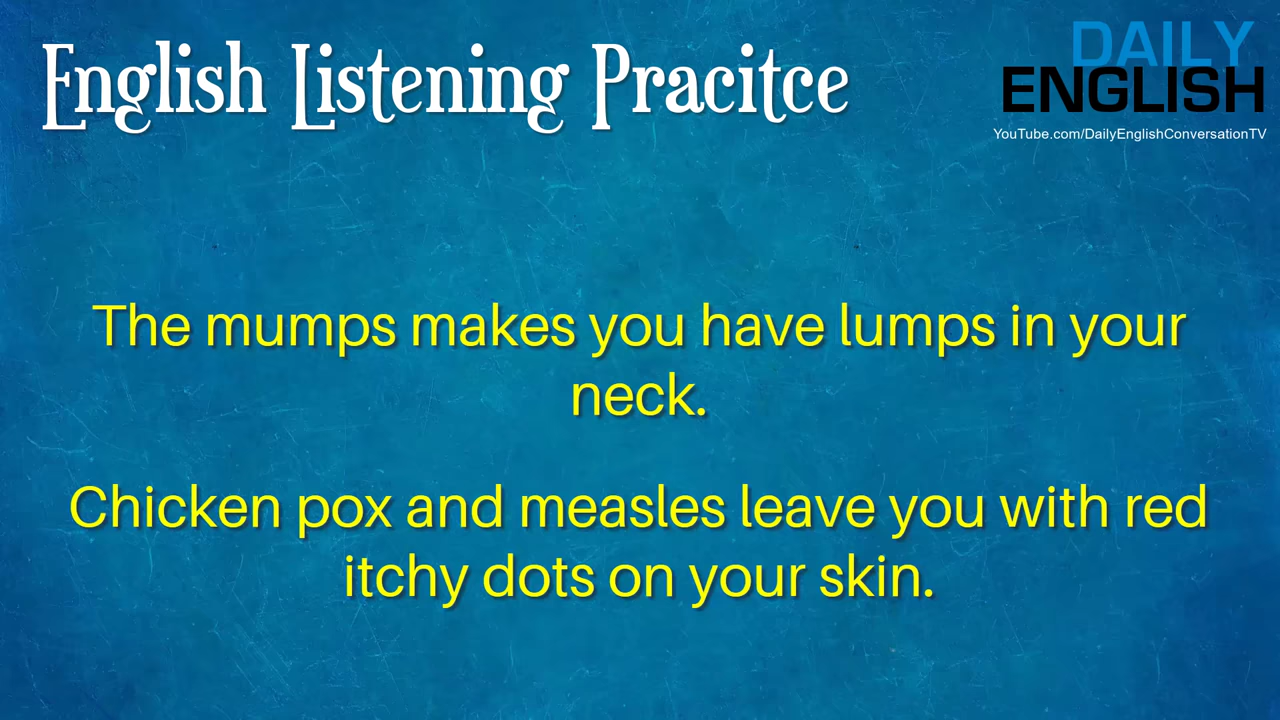 English Listening Pracitce
DAILY
ENGLISH
YouTube.com/DailyEnglishConversationTV
The mumps makes you have lumps in your
neck.
Chicken pox and measles leave you with red
itchy dots on your skin.